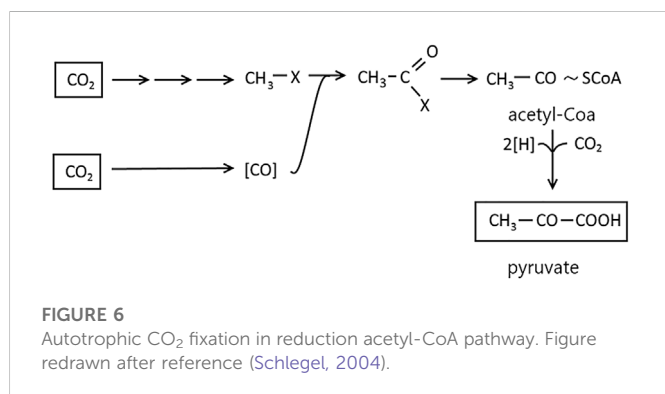 CO₂ CH₃—X CH₃—C O X CH₃—CO ~SCoA
acetyl-Coa
2[H] CO₂
CO₂ [CO]
CH₃—CO—COOH
pyruvate
FIGURE 6
Autotrophic CO₂ fixation in reduction acetyl-CoA pathway. Figure
redrawn after reference (Schlegel, 2004).